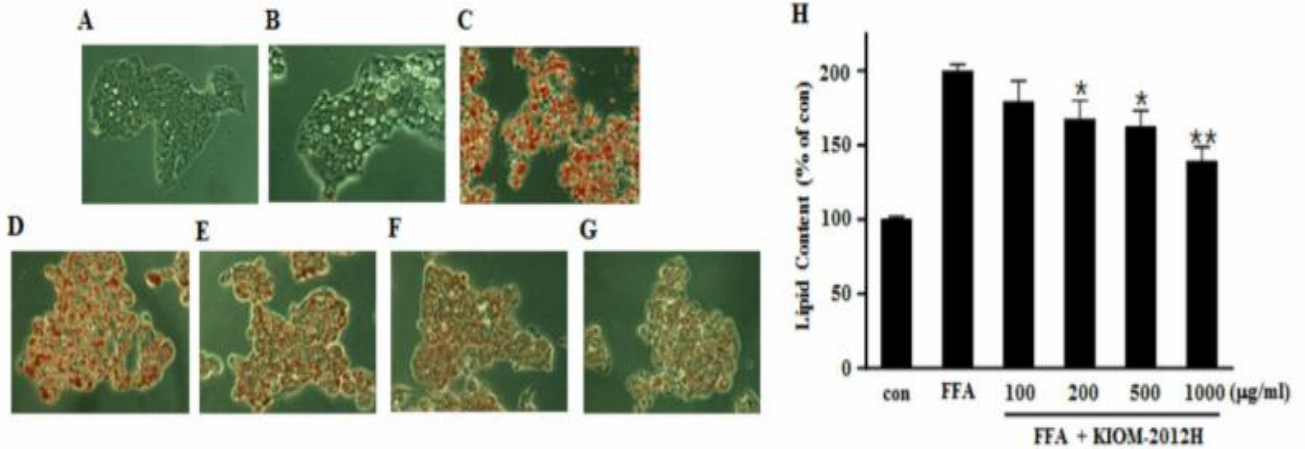 A
B
C
D
E
F
G
H
Lipid Content (% of con)
200
150
100
50
0
*
*
**
con FFA 100 200 500 1000 (μg/ml)
FFA + KIOM-2012H